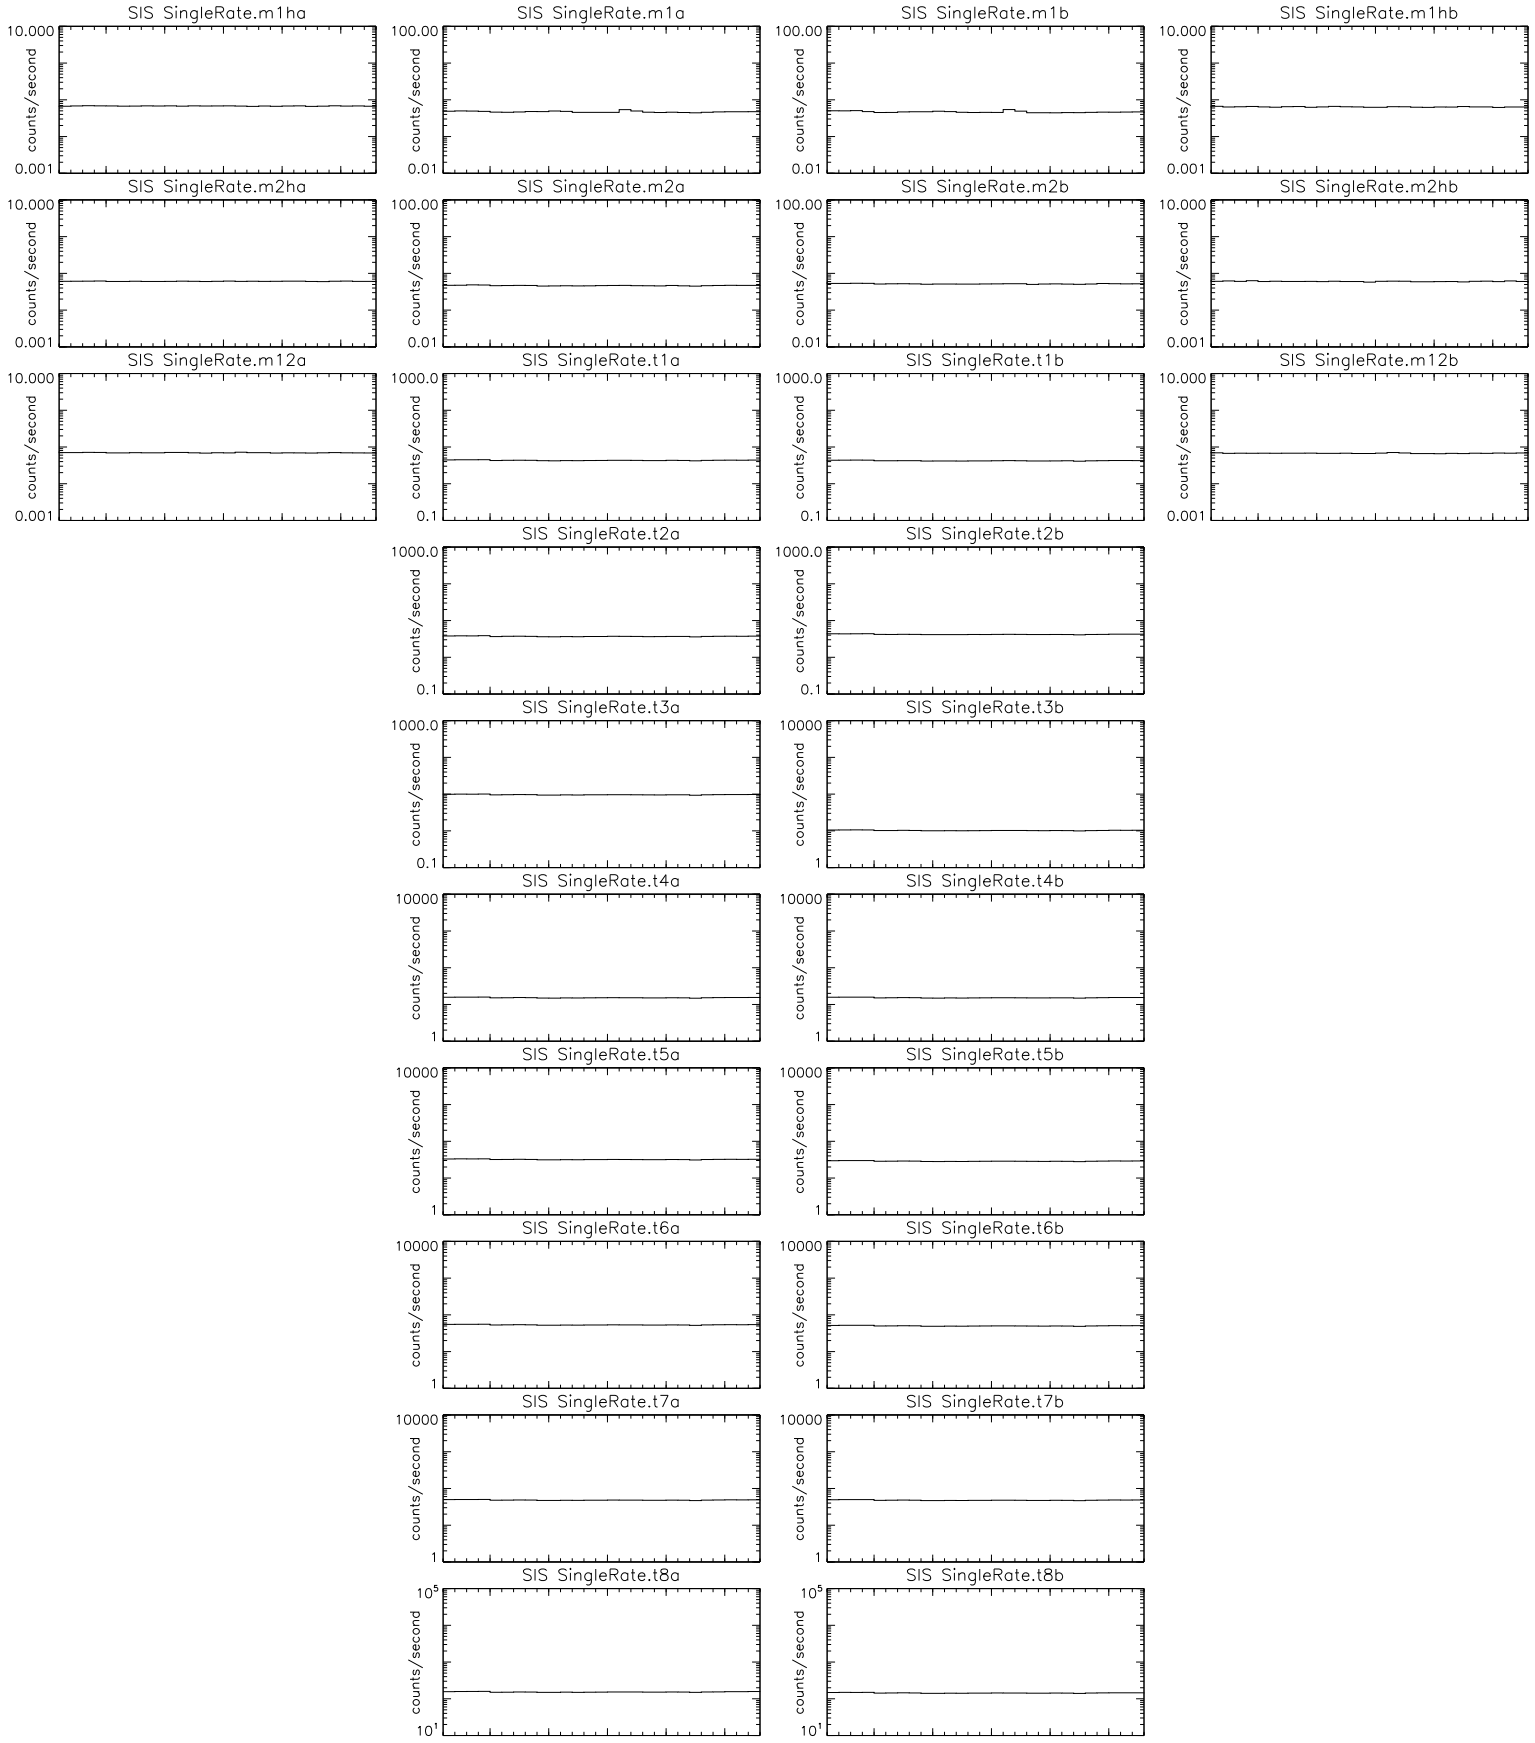 SIS SingleRate.m1ha
10.000
counts/second
0.001
SIS SingleRate.m1a
100.00
counts/second
0.01
SIS SingleRate.m1b
100.00
counts/second
0.01
SIS SingleRate.m1hb
10.000
counts/second
0.001
SIS SingleRate.m2ha
10.000
counts/second
0.001
SIS SingleRate.m2a
100.00
counts/second
0.01
SIS SingleRate.m2b
100.00
counts/second
0.01
SIS SingleRate.m2hb
10.000
counts/second
0.001
SIS SingleRate.m12a
10.000
counts/second
0.001
SIS SingleRate.t1a
1000.0
counts/second
0.1
SIS SingleRate.t1b
1000.0
counts/second
0.1
SIS SingleRate.m12b
10.000
counts/second
0.001
SIS SingleRate.t2a
1000.0
counts/second
0.1
SIS SingleRate.t2b
1000.0
counts/second
0.1
SIS SingleRate.t3a
1000.0
counts/second
0.1
SIS SingleRate.t3b
10000
counts/second
1
SIS SingleRate.t4a
10000
counts/second
1
SIS SingleRate.t4b
10000
counts/second
1
SIS SingleRate.t5a
10000
counts/second
1
SIS SingleRate.t5b
10000
counts/second
1
SIS SingleRate.t6a
10000
counts/second
1
SIS SingleRate.t6b
10000
counts/second
1
SIS SingleRate.t7a
10000
counts/second
1
SIS SingleRate.t7b
10000
counts/second
1
SIS SingleRate.t8a
10⁵
counts/second
10¹
SIS SingleRate.t8b
10⁵
counts/second
10¹